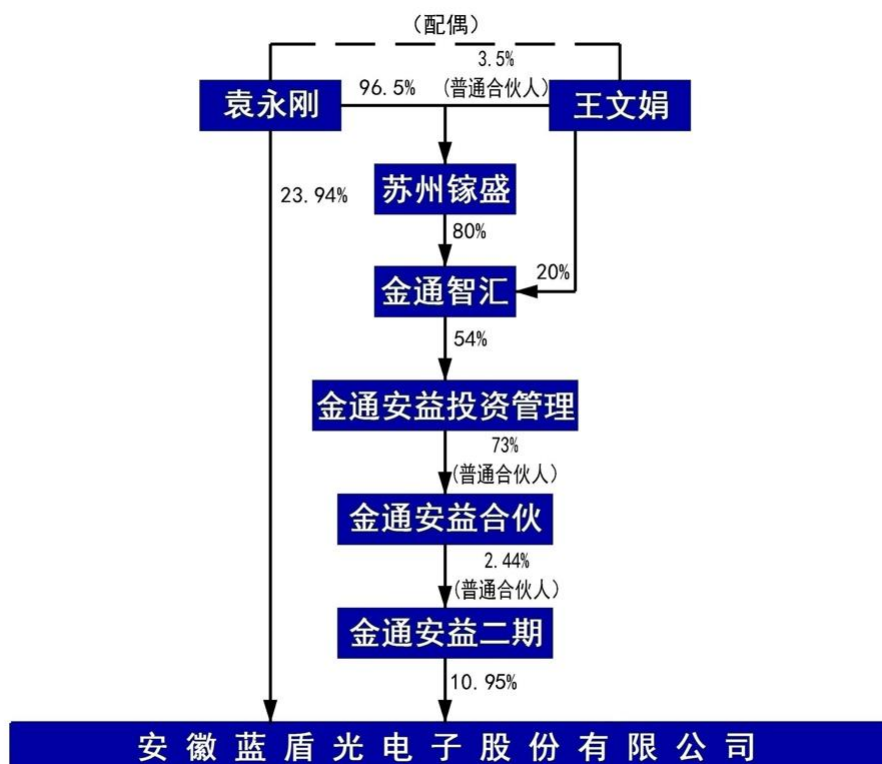 （配偶）
3.5%
96.5%
(普通合伙人)
袁永刚
王文娟
苏州镓盛
23.94%
80%
20%
金通智汇
54%
金通安益投资管理
73%
(普通合伙人)
金通安益合伙
2.44%
(普通合伙人)
金通安益二期
10.95%
安徽蓝盾光电子股份有限公司